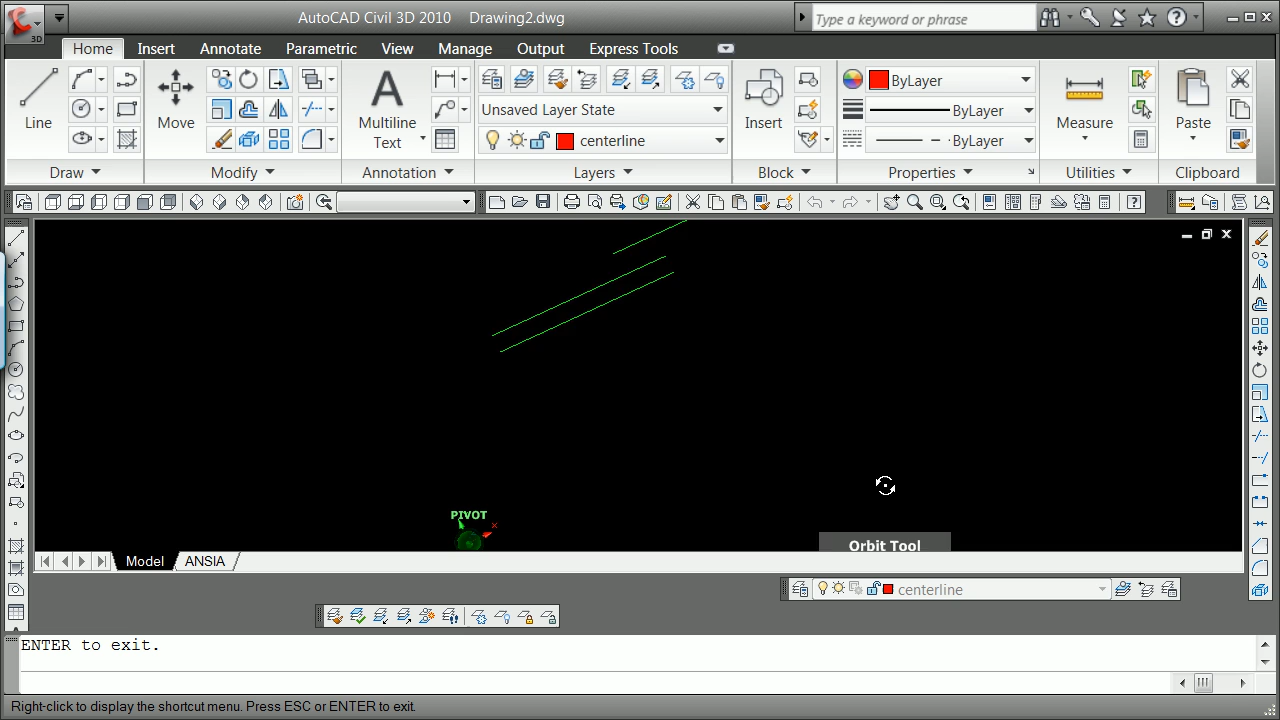 AutoCAD Civil 3D 2010 Drawing2.dwg
Type a keyword or phrase
3D
Home Insert Annotate Parametric View Manage Output Express Tools
Line
Move
Multiline
Text
Unsaved Layer State
centerline
Insert
ByLayer
ByLayer
ByLayer
Measure
Paste
Draw Modify Annotation Layers Block Properties Utilities Clipboard
PIVOT
Orbit Tool
Model ANSIA
centerline
ENTER to exit.
Right-click to display the shortcut menu. Press ESC or ENTER to exit.